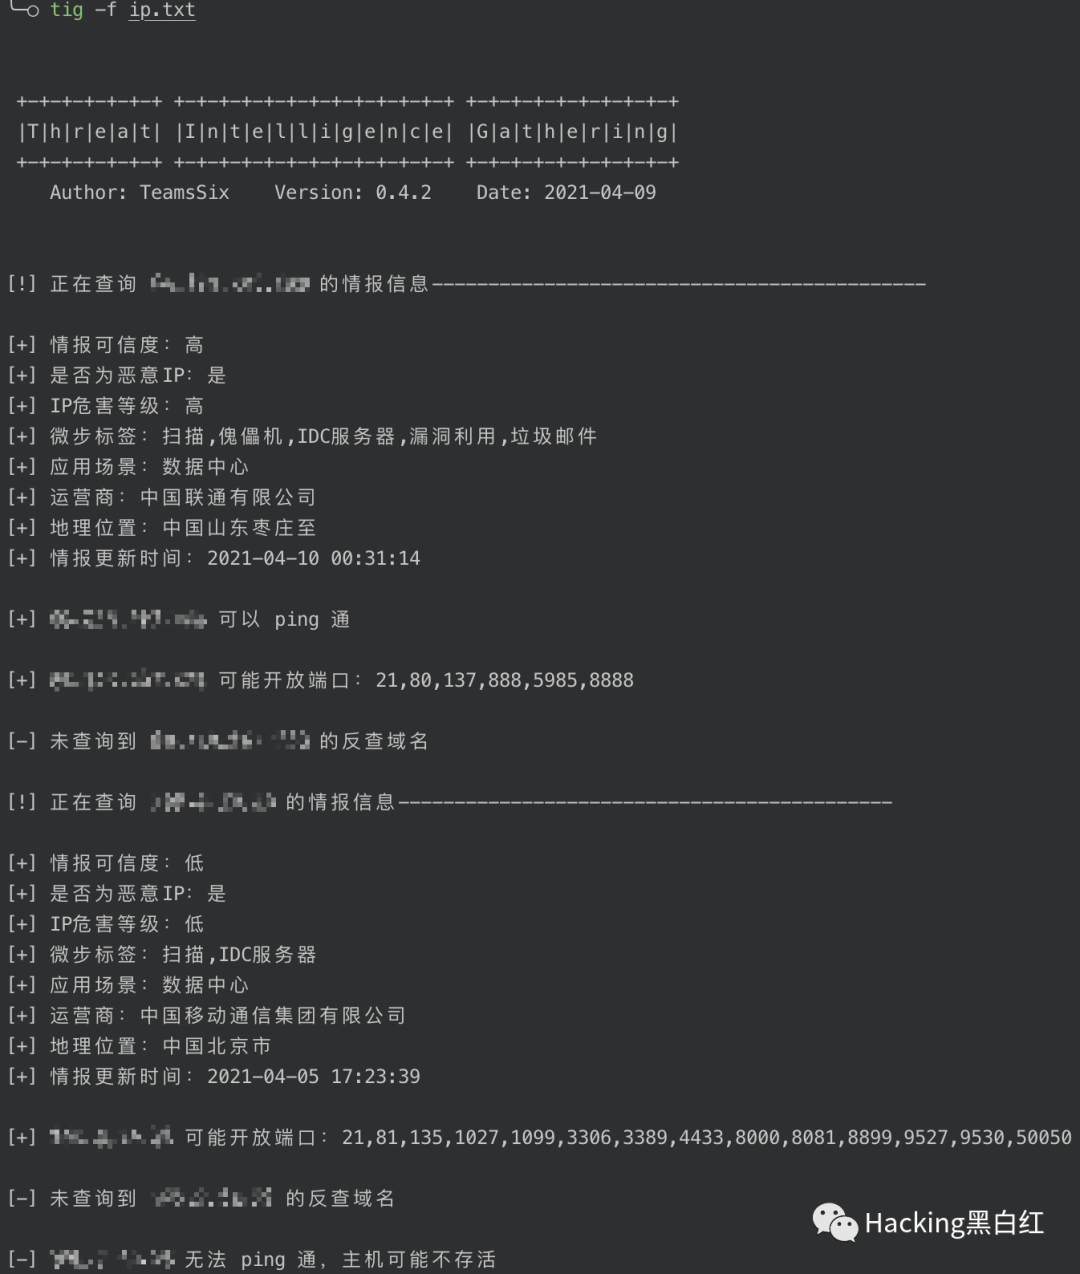 tig -f ip.txt
+-+-+-+-+-+-+ +-+-+-+-+-+-+-+-+-+-+-+-+ +-+-+-+-+-+-+-+-+-+
|T|h|r|e|a|t| |I|n|t|e|l|l|i|g|e|n|c|e| |G|a|t|h|e|r|i|n|g|
+-+-+-+-+-+-+ +-+-+-+-+-+-+-+-+-+-+-+-+ +-+-+-+-+-+-+-+-+-+
Author: TeamsSix    Version: 0.4.2    Date: 2021-04-09
[!] 正在查询 的情报信息--------------------------------------------
[+] 情报可信度：高
[+] 是否为恶意IP：是
[+] IP危害等级：高
[+] 微步标签：扫描,傀儡机,IDC服务器,漏洞利用,垃圾邮件
[+] 应用场景：数据中心
[+] 运营商：中国联通有限公司
[+] 地理位置：中国山东枣庄至
[+] 情报更新时间：2021-04-10 00:31:14
[+] 可以 ping 通
[+] 可能开放端口：21,80,137,888,5985,8888
[-] 未查询到 的反查域名
[!] 正在查询 的情报信息--------------------------------------------
[+] 情报可信度：低
[+] 是否为恶意IP：是
[+] IP危害等级：低
[+] 微步标签：扫描,IDC服务器
[+] 应用场景：数据中心
[+] 运营商：中国移动通信集团有限公司
[+] 地理位置：中国北京市
[+] 情报更新时间：2021-04-05 17:23:39
[+] 可能开放端口：21,81,135,1027,1099,3306,3389,4433,8000,8081,8899,9527,9530,50050
[-] 未查询到 的反查域名
Hacking黑白红
[-] 无法 ping 通, 主机可能不存活